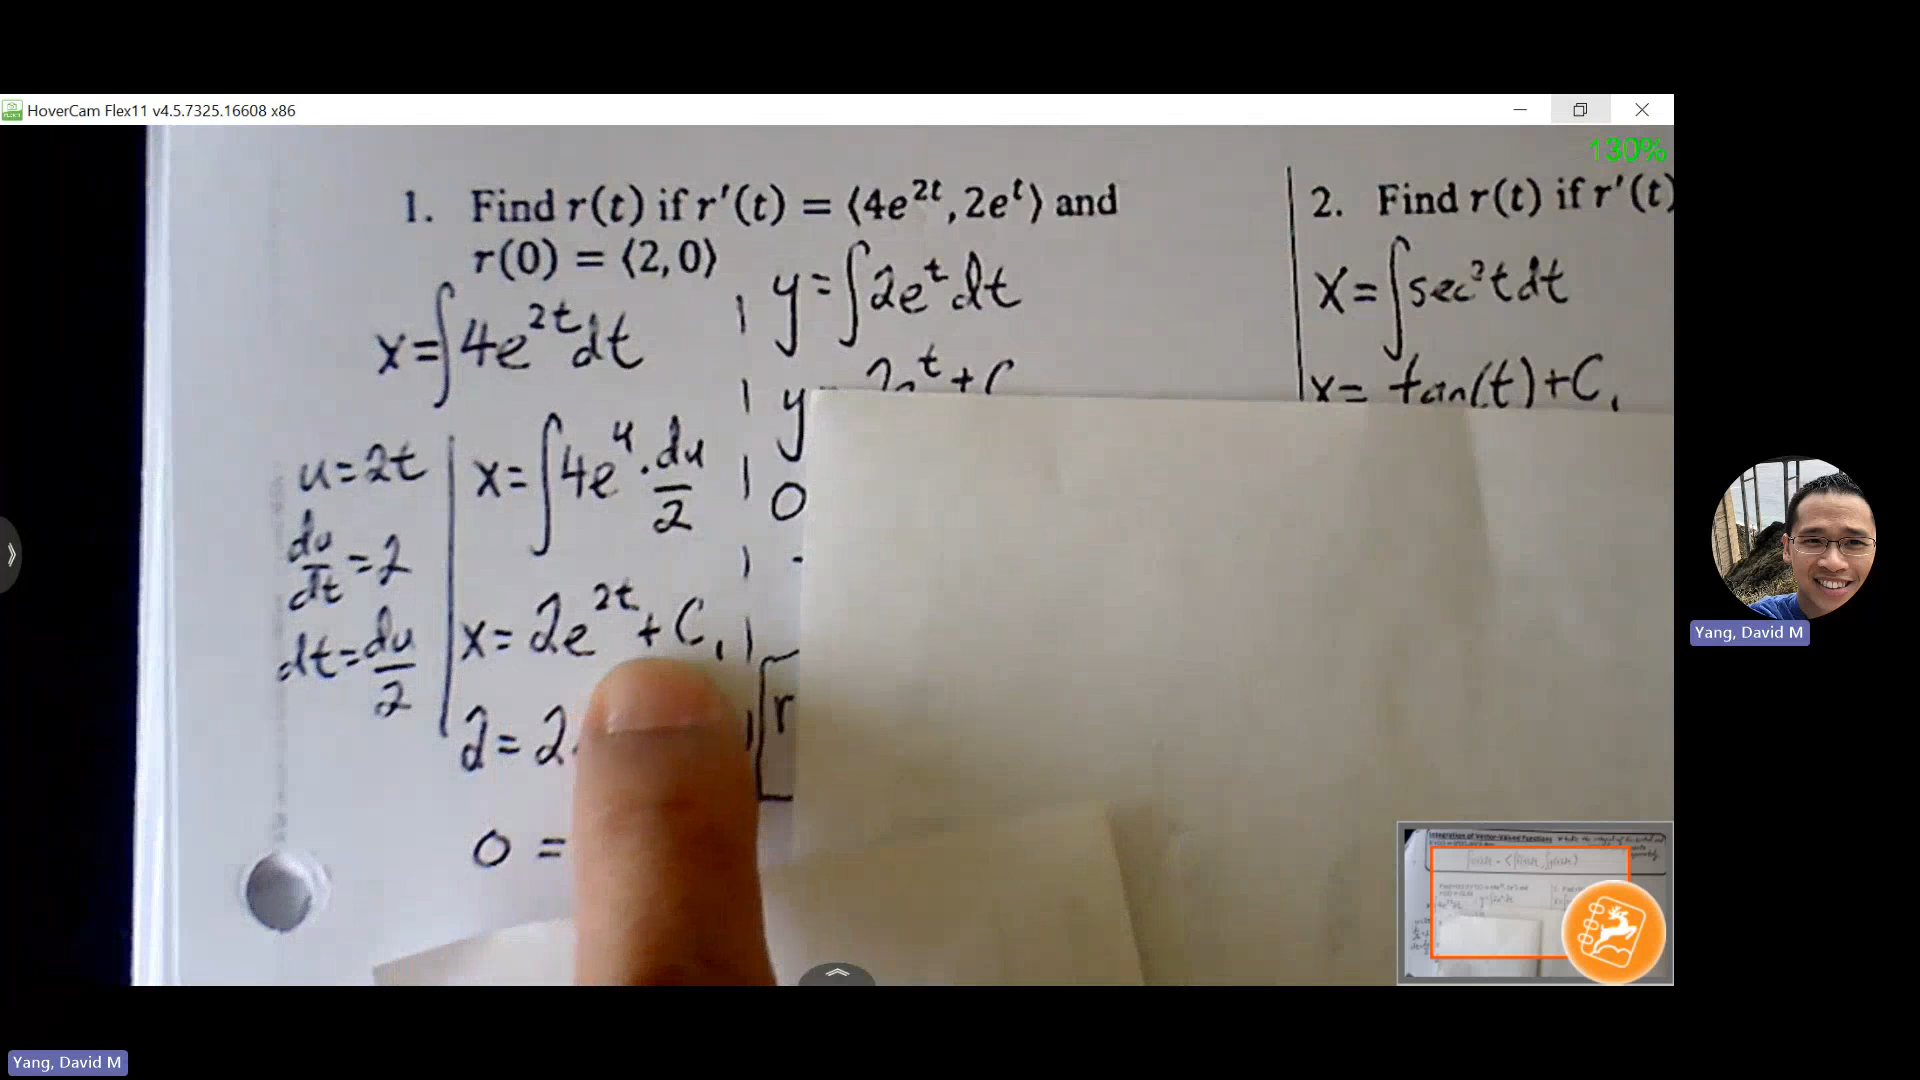 HoverCam Flex11 v4.5.7325.16608 x86
130%
1. Find r(t) if r'(t) = ⟨4e^{2t}, 2e^t⟩ and
r(0) = ⟨2, 0⟩
x=∫4e^{2t}dt
u=2t
du/dt=2
dt=du/2
x=∫4e^u·du/2
x=2e^{2t}+C₁
2=2·
0=
y=∫2e^t dt
y
0
r
2. Find r(t) if r'(t)
x=∫sec²t dt
x=tan(t)+C₁
Yang, David M
Yang, David M